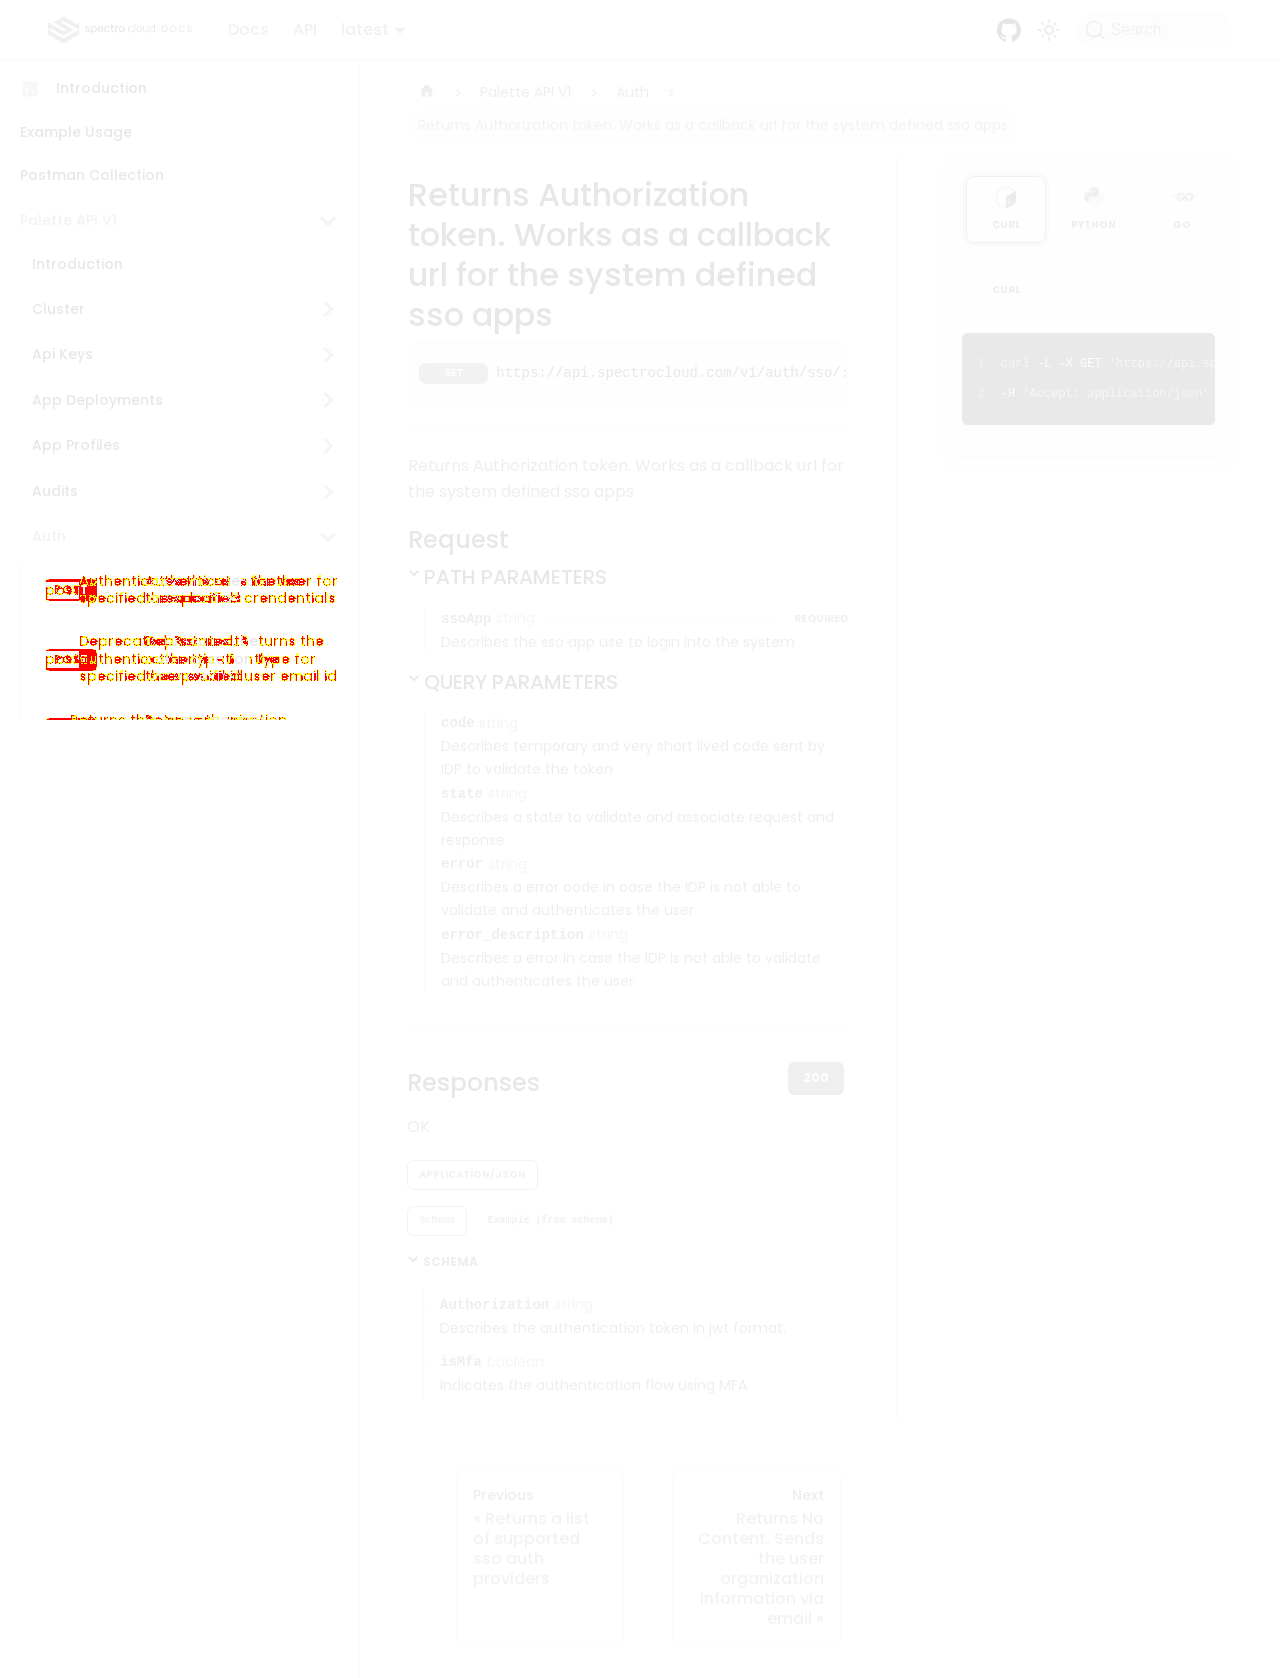 spectro cloud DOCS Docs API latest Search
Introduction
Example Usage
Postman Collection
Palette API V1
Introduction
Cluster
Api Keys
App Deployments
App Profiles
Audits
Auth
Palette API V1 Auth
Returns Authorization token. Works as a callback url for the system defined sso apps
Returns Authorization
token. Works as a callback
url for the system defined
sso apps
GET https://api.spectrocloud.com/v1/auth/sso/:
Returns Authorization token. Works as a callback url for
the system defined sso apps
Request
PATH PARAMETERS
ssoApp string REQUIRED
Describes the sso app use to login into the system
QUERY PARAMETERS
code string
Describes temporary and very short lived code sent by
IDP to validate the token
state string
Describes a state to validate and associate request and
response
error string
Describes a error code in case the IDP is not able to
validate and authenticates the user
error_description string
Describes a error in case the IDP is not able to validate
and authenticates the user
Responses 200
OK
APPLICATION/JSON
Schema Example (from schema)
SCHEMA
Authorization string
Describes the authentication token in jwt format.
isMfa boolean
Indicates the authentication flow using MFA
Previous
« Returns a list
of supported
sso auth
providers
Next
Returns No
Content. Sends
the user
organization
information via
email »
CURL PYTHON GO
CURL
1 curl -L -X GET 'https://api.sp
2 -H 'Accept: application/json'